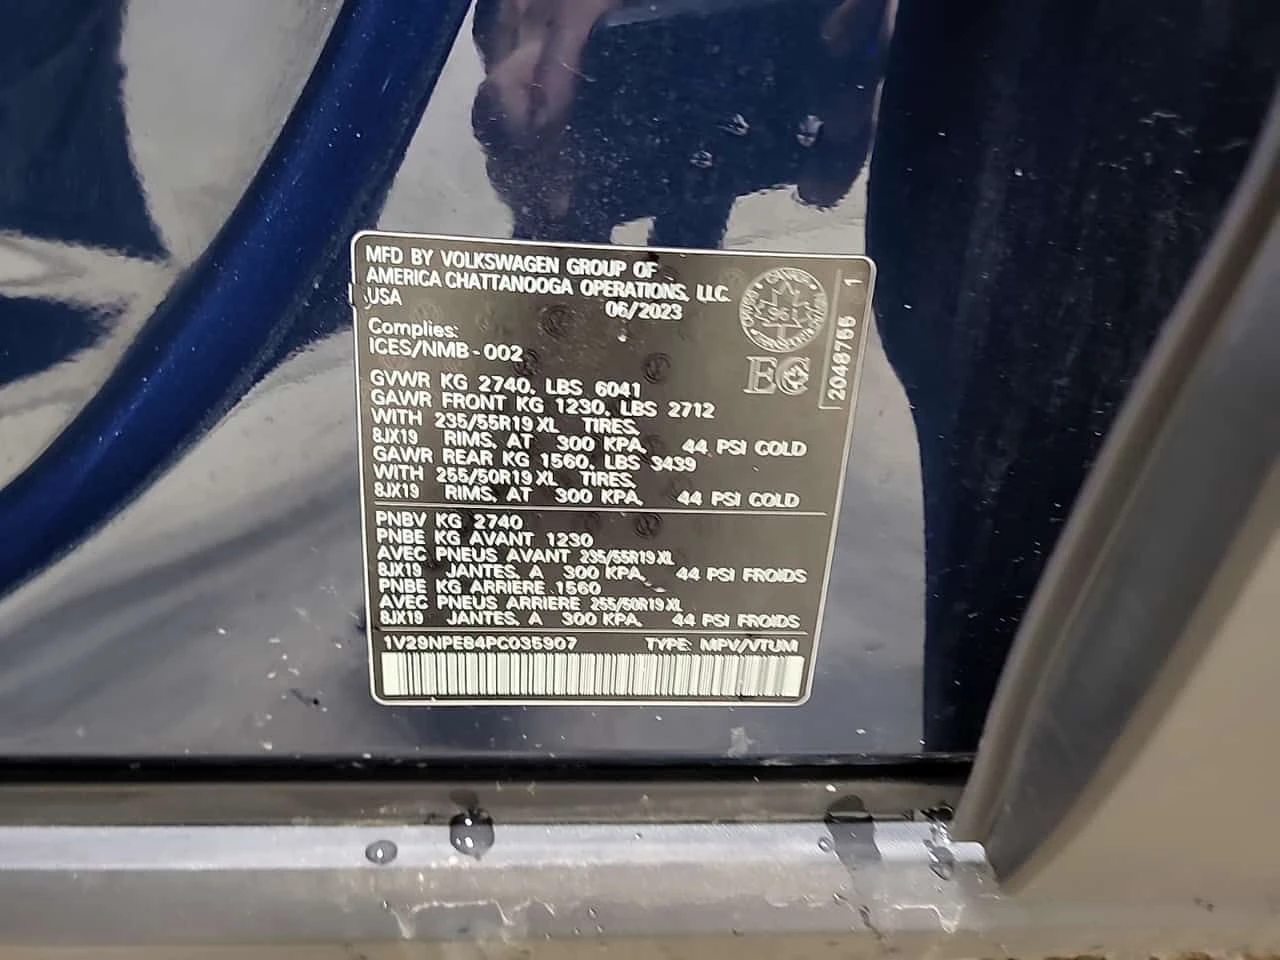 MFD BY VOLKSWAGEN GROUP OF
AMERICA CHATTANOOGA OPERATIONS, LLC.
USA 06/2023
Complies:
ICES/NMB-002
EC
2048755 1
GVWR KG 2740, LBS 6041
GAWR FRONT KG 1230, LBS 2712
WITH 235/55R19 XL TIRES,
8JX19 RIMS, AT 300 KPA, 44 PSI COLD
GAWR REAR KG 1560, LBS 3439
WITH 255/50R19 XL TIRES,
8JX19 RIMS, AT 300 KPA, 44 PSI COLD
PNBV KG 2740
PNBE KG AVANT 1230
AVEC PNEUS AVANT 235/55R19 XL
8JX19 JANTES, A 300 KPA, 44 PSI FROIDS
PNBE KG ARRIERE 1560
AVEC PNEUS ARRIERE 255/50R19 XL
8JX19 JANTES, A 300 KPA, 44 PSI FROIDS
1V29NPEB4PC035907 TYPE: MPV/VTUM